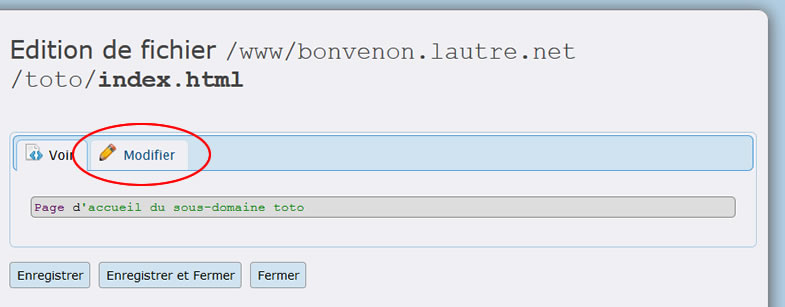 Edition de fichier /www/bonvenon.lautre.net
/toto/index.html
Voir Modifier
Page d'accueil du sous-domaine toto
Enregistrer Enregistrer et Fermer Fermer